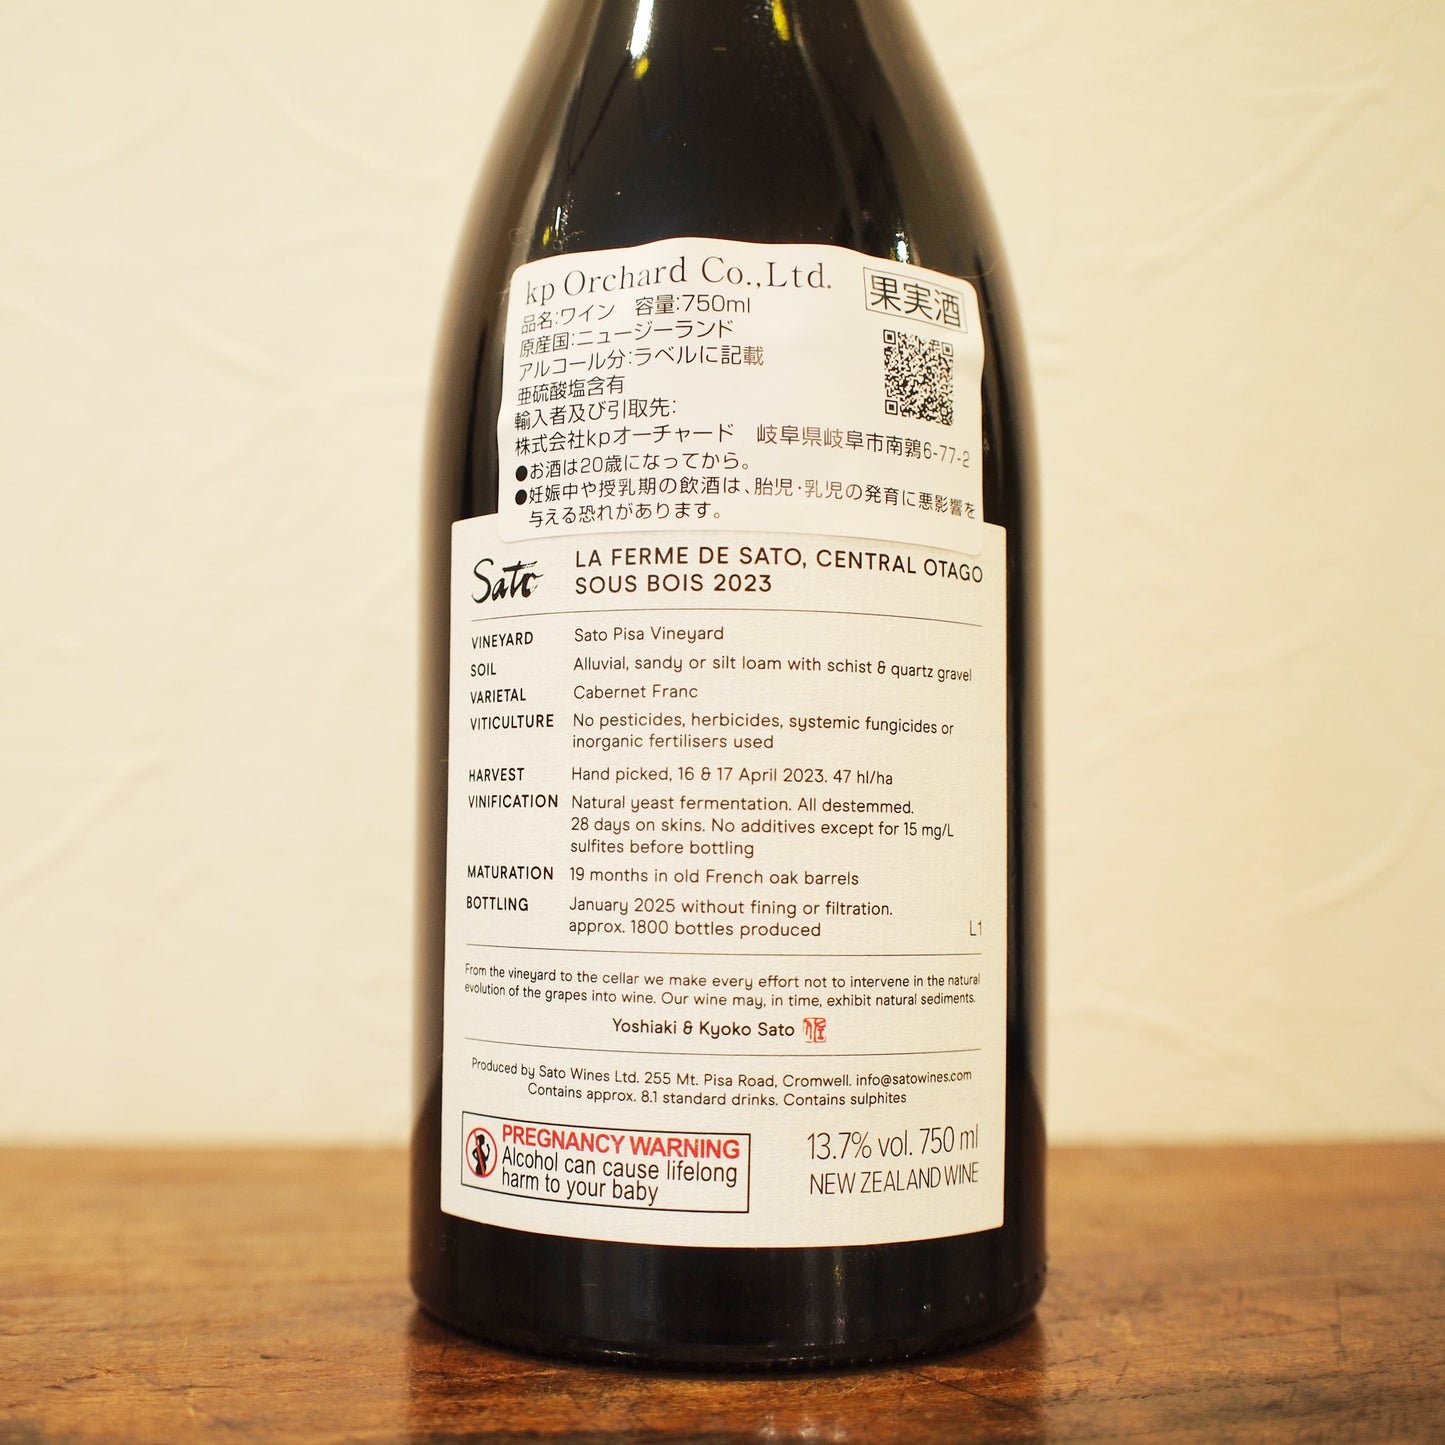 kp Orchard Co.,Ltd.
果実酒
品名:ワイン　容量:750ml
原産国:ニュージーランド
アルコール分:ラベルに記載
亜硫酸塩含有
輸入者及び引取先:
株式会社kpオーチャード　岐阜県岐阜市南鶉6-77-2
●お酒は20歳になってから。
●妊娠中や授乳期の飲酒は、胎児・乳児の発育に悪影響を
与える恐れがあります。
Sato
LA FERME DE SATO, CENTRAL OTAGO
SOUS BOIS 2023
VINEYARD Sato Pisa Vineyard
SOIL Alluvial, sandy or silt loam with schist & quartz gravel
VARIETAL Cabernet Franc
VITICULTURE No pesticides, herbicides, systemic fungicides or
inorganic fertilisers used
HARVEST Hand picked, 16 & 17 April 2023. 47 hl/ha
VINIFICATION Natural yeast fermentation. All destemmed.
28 days on skins. No additives except for 15 mg/L
sulfites before bottling
MATURATION 19 months in old French oak barrels
BOTTLING January 2025 without fining or filtration.
approx. 1800 bottles produced L1
From the vineyard to the cellar we make every effort not to intervene in the natural
evolution of the grapes into wine. Our wine may, in time, exhibit natural sediments.
Yoshiaki & Kyoko Sato
Produced by Sato Wines Ltd. 255 Mt. Pisa Road, Cromwell. info@satowines.com
Contains approx. 8.1 standard drinks. Contains sulphites
PREGNANCY WARNING
Alcohol can cause lifelong
harm to your baby
13.7% vol. 750 ml
NEW ZEALAND WINE